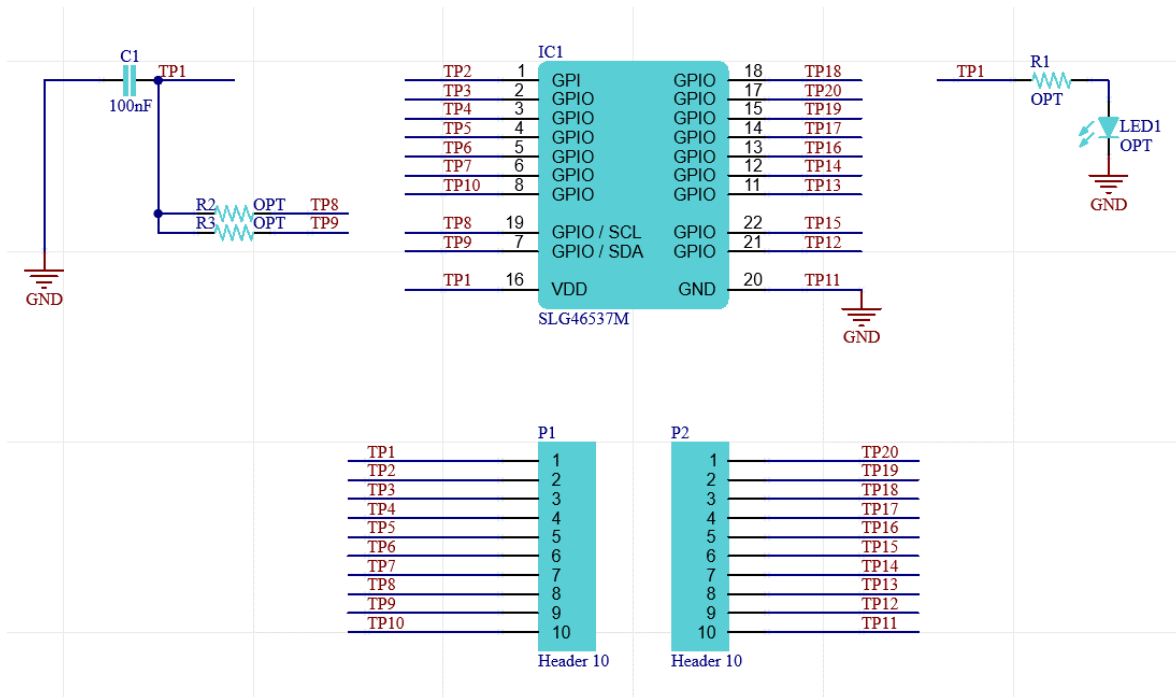 C1
TP1
100nF
R2 OPT TP8
R3 OPT TP9
GND
IC1
TP2 1 GPI GPIO 18 TP18
TP3 2 GPIO GPIO 17 TP20
TP4 3 GPIO GPIO 15 TP19
TP5 4 GPIO GPIO 14 TP17
TP6 5 GPIO GPIO 13 TP16
TP7 6 GPIO GPIO 12 TP14
TP10 8 GPIO GPIO 11 TP13
TP8 19 GPIO / SCL GPIO 22 TP15
TP9 7 GPIO / SDA GPIO 21 TP12
TP1 16 VDD GND 20 TP11
SLG46537M
GND
R1
TP1
OPT
LED1
OPT
GND
P1
TP1 1
TP2 2
TP3 3
TP4 4
TP5 5
TP6 6
TP7 7
TP8 8
TP9 9
TP10 10
Header 10
P2
1 TP20
2 TP19
3 TP18
4 TP17
5 TP16
6 TP15
7 TP14
8 TP13
9 TP12
10 TP11
Header 10